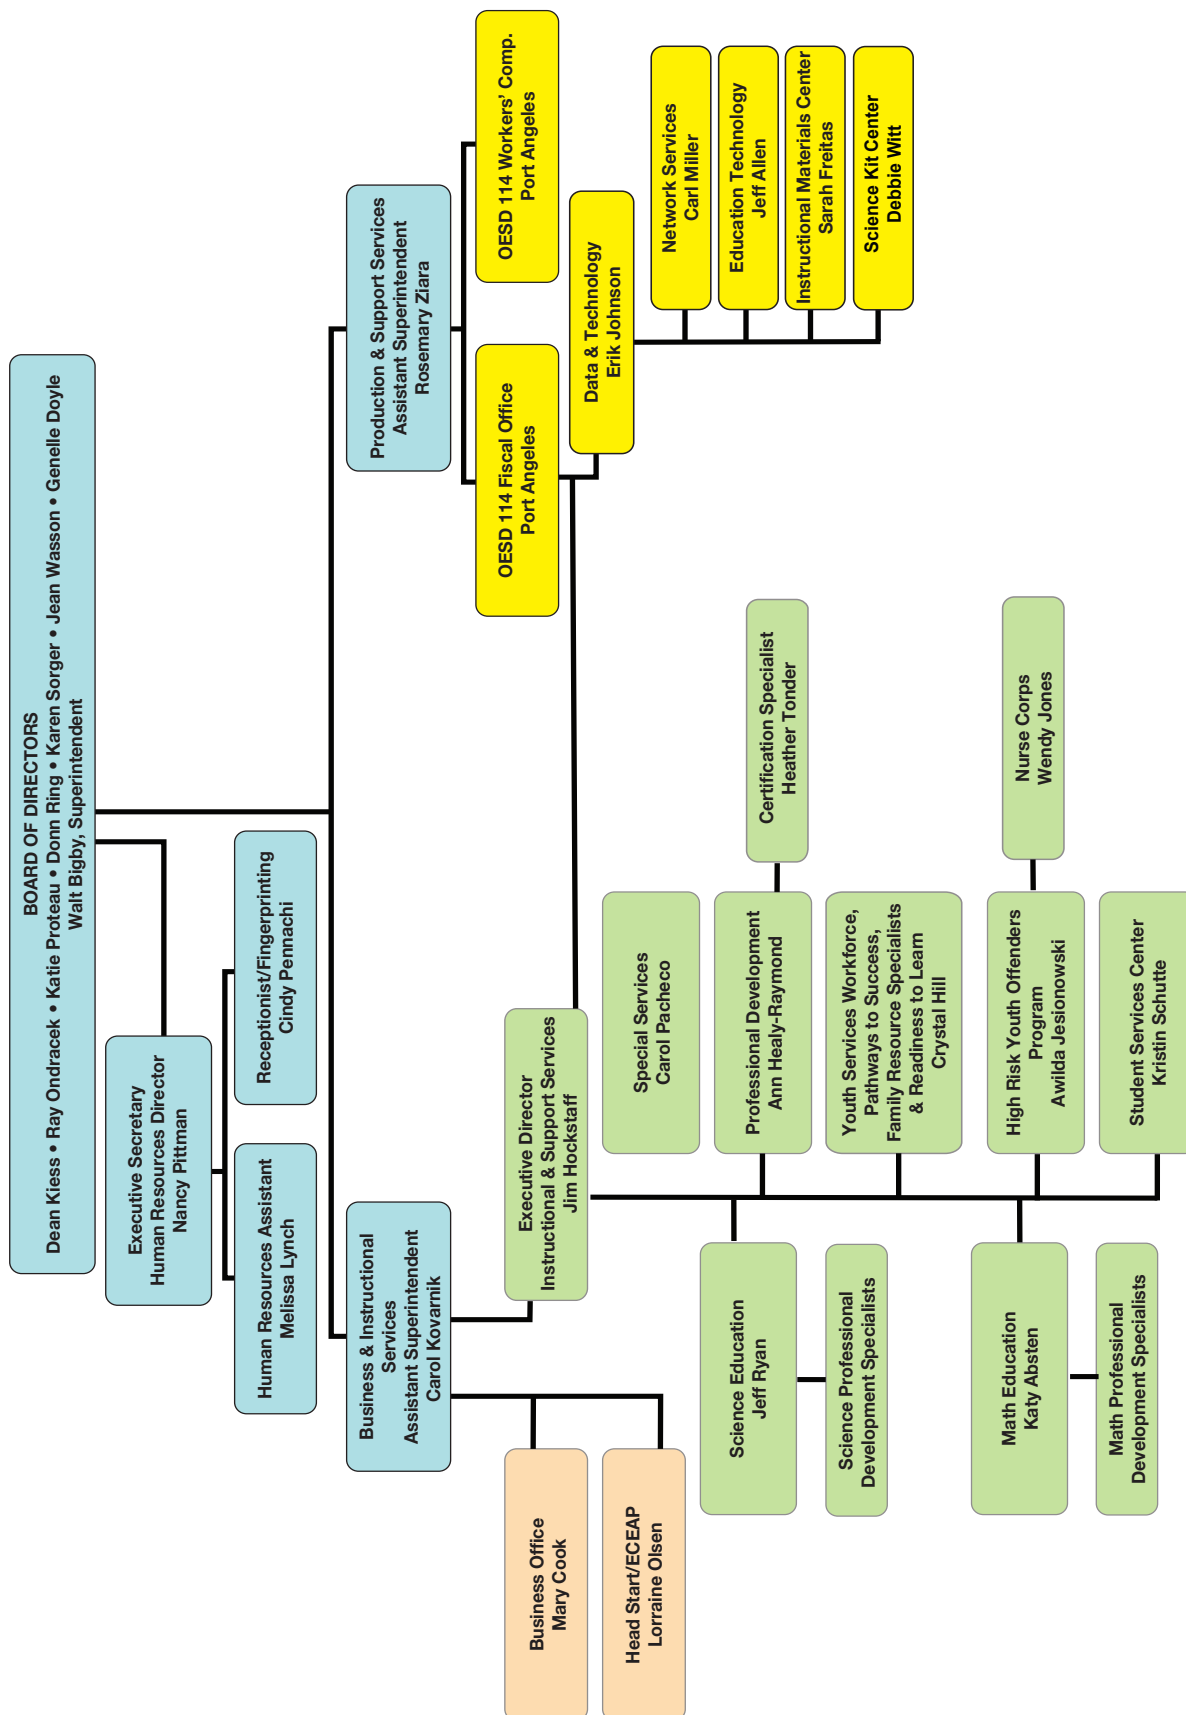 BOARD OF DIRECTORS
Dean Kiess • Ray Ondracek • Katie Proteau • Donn Ring • Karen Sorger • Jean Wasson • Genelle Doyle
Walt Bigby, Superintendent
Executive Secretary
Human Resources Director
Nancy Pittman
Human Resources Assistant
Melissa Lynch
Receptionist/Fingerprinting
Cindy Pennachi
Business & Instructional
Services
Assistant Superintendent
Carol Kovarnik
Production & Support Services
Assistant Superintendent
Rosemary Ziara
Business Office
Mary Cook
Head Start/ECEAP
Lorraine Olsen
Executive Director
Instructional & Support Services
Jim Hockstaff
OESD 114 Fiscal Office
Port Angeles
OESD 114 Workers' Comp.
Port Angeles
Data & Technology
Erik Johnson
Network Services
Carl Miller
Education Technology
Jeff Allen
Instructional Materials Center
Sarah Freitas
Science Kit Center
Debbie Witt
Science Education
Jeff Ryan
Science Professional
Development Specialists
Math Education
Katy Absten
Math Professional
Development Specialists
Special Services
Carol Pacheco
Professional Development
Ann Healy-Raymond
Certification Specialist
Heather Tonder
Youth Services Workforce,
Pathways to Success,
Family Resource Specialists
& Readiness to Learn
Crystal Hill
High Risk Youth Offenders
Program
Awilda Jesionowski
Nurse Corps
Wendy Jones
Student Services Center
Kristin Schutte